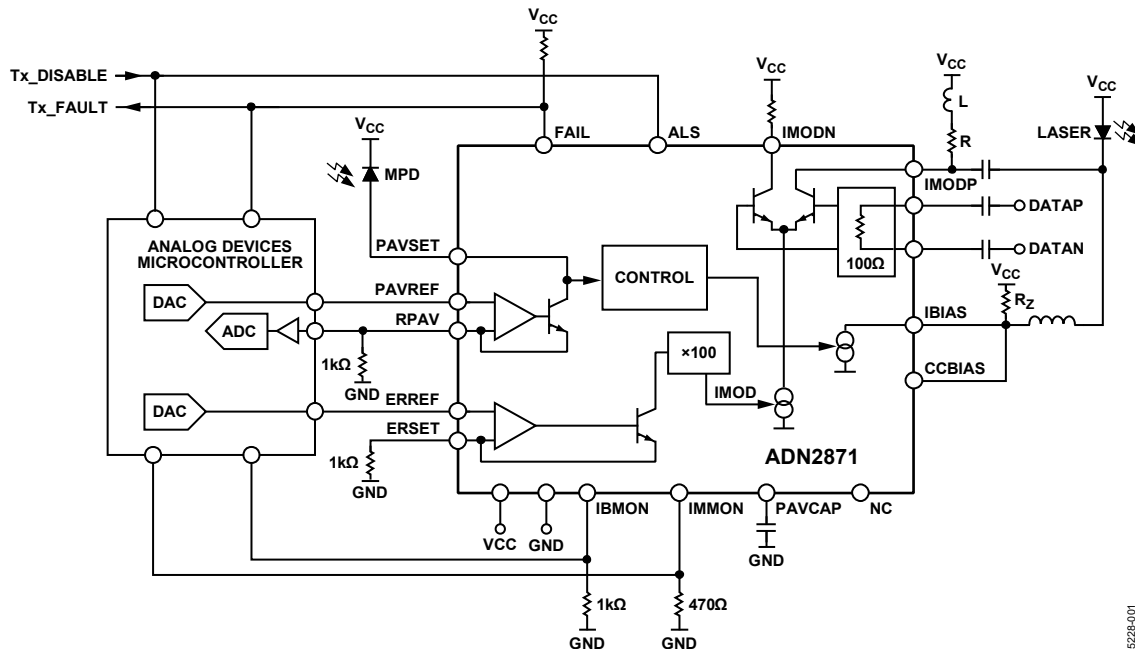 VCC
Tx_DISABLE
Tx_FAULT
VCC
VCC
VCC
L
R
VCC
LASER
FAIL
ALS
IMODN
MPD
IMODP
DATAP
DATAN
100Ω
ANALOG DEVICES
MICROCONTROLLER
PAVSET
CONTROL
VCC
RZ
DAC
PAVREF
ADC
RPAV
IBIAS
1kΩ
GND
×100
CCBIAS
IMOD
DAC
ERREF
ERSET
1kΩ
GND
ADN2871
IBMON
IMMON
PAVCAP
NC
VCC
GND
GND
1kΩ
470Ω
GND
GND
5228-001